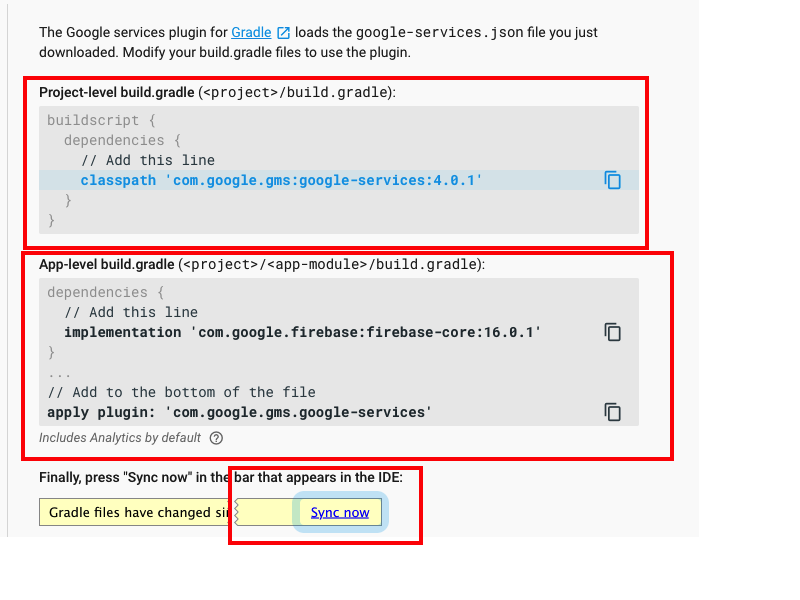 The Google services plugin for Gradle loads the google-services.json file you just
downloaded. Modify your build.gradle files to use the plugin.
Project-level build.gradle (<project>/build.gradle):
buildscript {
dependencies {
// Add this line
classpath 'com.google.gms:google-services:4.0.1'
}
}
App-level build.gradle (<project>/<app-module>/build.gradle):
dependencies {
// Add this line
implementation 'com.google.firebase:firebase-core:16.0.1'
}
...
// Add to the bottom of the file
apply plugin: 'com.google.gms.google-services'
Includes Analytics by default ?
Finally, press "Sync now" in the bar that appears in the IDE:
Gradle files have changed Sync now